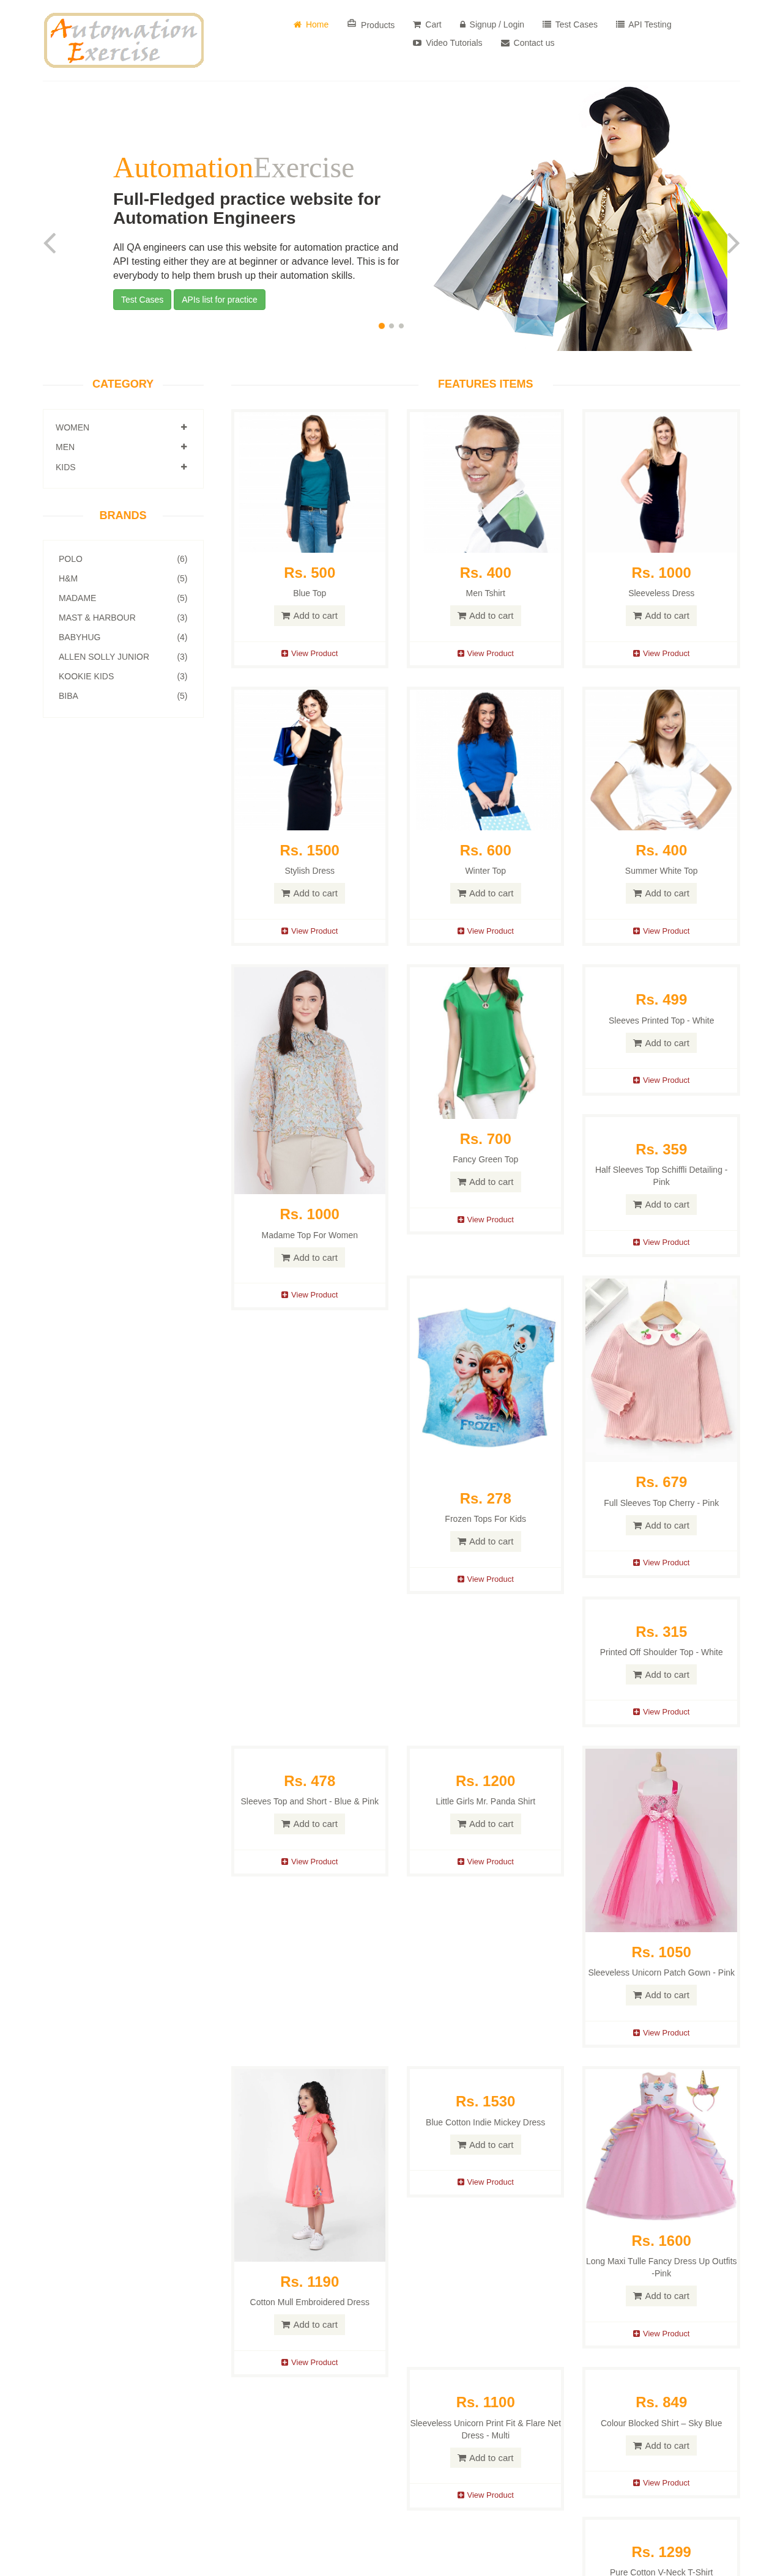 Automation
Exercise
Home
Products
Cart
Signup / Login
Test Cases
API Testing
Video Tutorials
Contact us
AutomationExercise
Full-Fledged practice website for
Automation Engineers
All QA engineers can use this website for automation practice and
API testing either they are at beginner or advance level. This is for
everybody to help them brush up their automation skills.
Test Cases
APIs list for practice
CATEGORY
WOMEN
MEN
KIDS
BRANDS
POLO (6)
H&M (5)
MADAME (5)
MAST & HARBOUR (3)
BABYHUG (4)
ALLEN SOLLY JUNIOR (3)
KOOKIE KIDS (3)
BIBA (5)
FEATURES ITEMS
Rs. 500
Blue Top
Add to cart
View Product
Rs. 400
Men Tshirt
Add to cart
View Product
Rs. 1000
Sleeveless Dress
Add to cart
View Product
Rs. 1500
Stylish Dress
Add to cart
View Product
Rs. 600
Winter Top
Add to cart
View Product
Rs. 400
Summer White Top
Add to cart
View Product
Rs. 1000
Madame Top For Women
Add to cart
View Product
Rs. 700
Fancy Green Top
Add to cart
View Product
Rs. 499
Sleeves Printed Top - White
Add to cart
View Product
Rs. 359
Half Sleeves Top Schiffli Detailing -
Pink
Add to cart
View Product
Disney
FROZEN
Rs. 278
Frozen Tops For Kids
Add to cart
View Product
Rs. 679
Full Sleeves Top Cherry - Pink
Add to cart
View Product
Rs. 315
Printed Off Shoulder Top - White
Add to cart
View Product
Rs. 478
Sleeves Top and Short - Blue & Pink
Add to cart
View Product
Rs. 1200
Little Girls Mr. Panda Shirt
Add to cart
View Product
Rs. 1050
Sleeveless Unicorn Patch Gown - Pink
Add to cart
View Product
Rs. 1190
Cotton Mull Embroidered Dress
Add to cart
View Product
Rs. 1530
Blue Cotton Indie Mickey Dress
Add to cart
View Product
Rs. 1600
Long Maxi Tulle Fancy Dress Up Outfits
-Pink
Add to cart
View Product
Rs. 1100
Sleeveless Unicorn Print Fit & Flare Net
Dress - Multi
Add to cart
View Product
Rs. 849
Colour Blocked Shirt – Sky Blue
Add to cart
View Product
Rs. 1299
Pure Cotton V-Neck T-Shirt